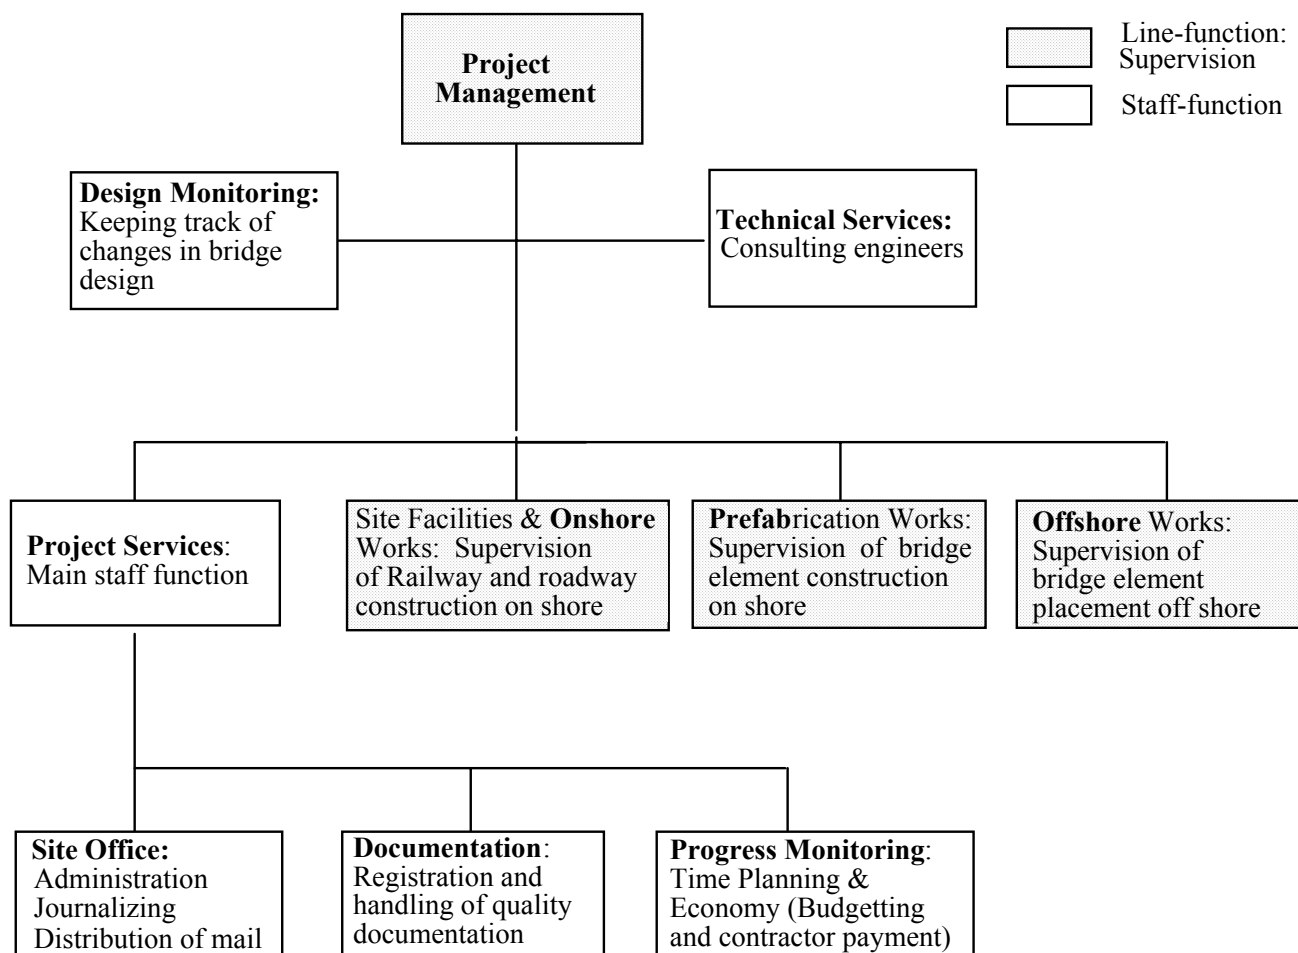 Project
Management
Line-function:
Supervision
Staff-function
Design Monitoring:
Keeping track of
changes in bridge
design
Technical Services:
Consulting engineers
Project Services:
Main staff function
Site Facilities & Onshore
Works: Supervision
of Railway and roadway
construction on shore
Prefabrication Works:
Supervision of bridge
element construction
on shore
Offshore Works:
Supervision of
bridge element
placement off shore
Site Office:
Administration
Journalizing
Distribution of mail
Documentation:
Registration and
handling of quality
documentation
Progress Monitoring:
Time Planning &
Economy (Budgetting
and contractor payment)